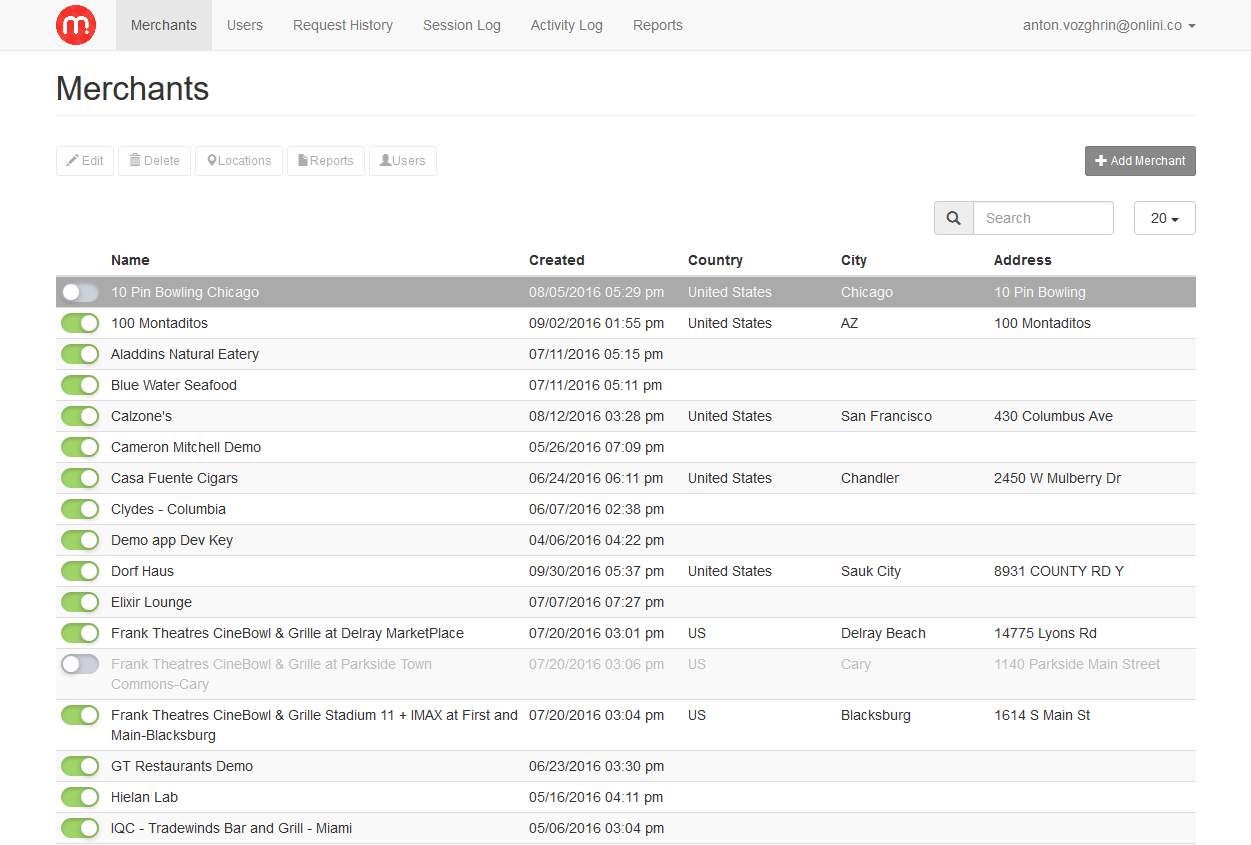 m!
Merchants Users Request History Session Log Activity Log Reports anton.vozghrin@onlini.co
Merchants
Edit Delete Locations Reports Users Add Merchant
Search 20
Name Created Country City Address
10 Pin Bowling Chicago 08/05/2016 05:29 pm United States Chicago 10 Pin Bowling
100 Montaditos 09/02/2016 01:55 pm United States AZ 100 Montaditos
Aladdins Natural Eatery 07/11/2016 05:15 pm
Blue Water Seafood 07/11/2016 05:11 pm
Calzone's 08/12/2016 03:28 pm United States San Francisco 430 Columbus Ave
Cameron Mitchell Demo 05/26/2016 07:09 pm
Casa Fuente Cigars 06/24/2016 06:11 pm United States Chandler 2450 W Mulberry Dr
Clydes - Columbia 06/07/2016 02:38 pm
Demo app Dev Key 04/06/2016 04:22 pm
Dorf Haus 09/30/2016 05:37 pm United States Sauk City 8931 COUNTY RD Y
Elixir Lounge 07/07/2016 07:27 pm
Frank Theatres CineBowl & Grille at Delray MarketPlace 07/20/2016 03:01 pm US Delray Beach 14775 Lyons Rd
Frank Theatres CineBowl & Grille at Parkside Town 07/20/2016 03:06 pm US Cary 1140 Parkside Main Street
Commons-Cary
Frank Theatres CineBowl & Grille Stadium 11 + IMAX at First and 07/20/2016 03:04 pm US Blacksburg 1614 S Main St
Main-Blacksburg
GT Restaurants Demo 06/23/2016 03:30 pm
Hielan Lab 05/16/2016 04:11 pm
IQC - Tradewinds Bar and Grill - Miami 05/06/2016 03:04 pm